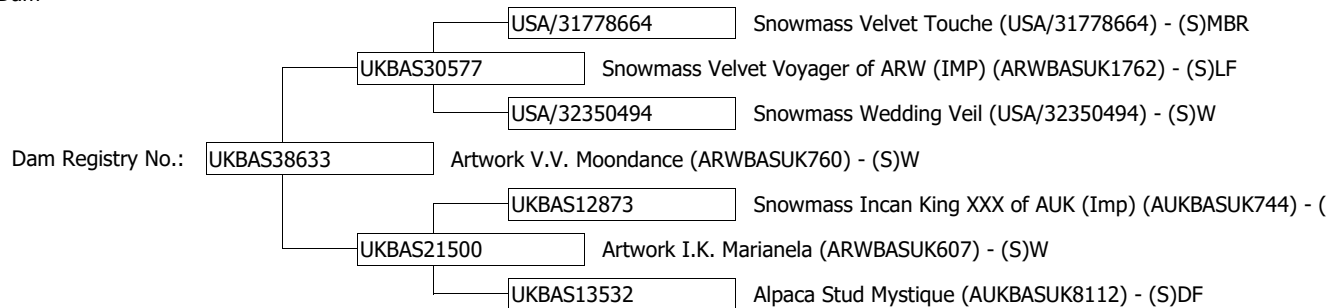 USA/31778664 Snowmass Velvet Touche (USA/31778664) - (S)MBR
UKBAS30577 Snowmass Velvet Voyager of ARW (IMP) (ARWBASUK1762) - (S)LF
USA/32350494 Snowmass Wedding Veil (USA/32350494) - (S)W
Dam Registry No.: UKBAS38633 Artwork V.V. Moondance (ARWBASUK760) - (S)W
UKBAS12873 Snowmass Incan King XXX of AUK (Imp) (AUKBASUK744) - (
UKBAS21500 Artwork I.K. Marianela (ARWBASUK607) - (S)W
UKBAS13532 Alpaca Stud Mystique (AUKBASUK8112) - (S)DF